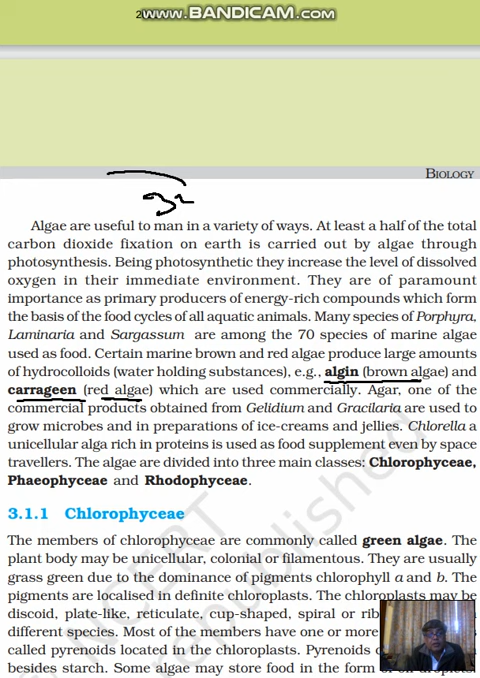 2
www.BANDICAM.com
BIOLOGY
32
Algae are useful to man in a variety of ways. At least a half of the total
carbon dioxide fixation on earth is carried out by algae through
photosynthesis. Being photosynthetic they increase the level of dissolved
oxygen in their immediate environment. They are of paramount
importance as primary producers of energy-rich compounds which form
the basis of the food cycles of all aquatic animals. Many species of Porphyra,
Laminaria and Sargassum are among the 70 species of marine algae
used as food. Certain marine brown and red algae produce large amounts
of hydrocolloids (water holding substances), e.g., algin (brown algae) and
carrageen (red algae) which are used commercially. Agar, one of the
commercial products obtained from Gelidium and Gracilaria are used to
grow microbes and in preparations of ice-creams and jellies. Chlorella a
unicellular alga rich in proteins is used as food supplement even by space
travellers. The algae are divided into three main classes: Chlorophyceae,
Phaeophyceae and Rhodophyceae.
3.1.1 Chlorophyceae
The members of chlorophyceae are commonly called green algae. The
plant body may be unicellular, colonial or filamentous. They are usually
grass green due to the dominance of pigments chlorophyll a and b. The
pigments are localised in definite chloroplasts. The chloroplasts may be
discoid, plate-like, reticulate, cup-shaped, spiral or
different species. Most of the members have one or more
called pyrenoids located in the chloroplasts. Pyrenoids
besides starch. Some algae may store food in the form of oil droplets.
NCERT
republished